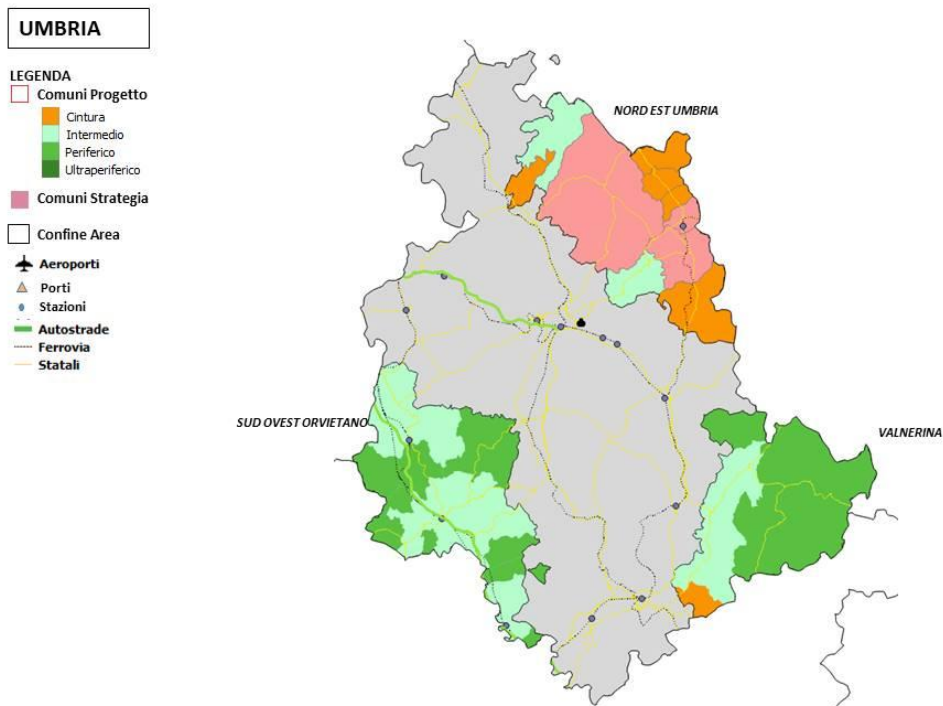 UMBRIA
LEGENDA
Comuni Progetto
Cintura
Intermedio
Periferico
Ultraperiferico
Comuni Strategia
Confine Area
Aeroporti
Porti
Stazioni
Autostrade
Ferrovia
Statali
NORD EST UMBRIA
SUD OVEST ORVIETANO
VALNERINA